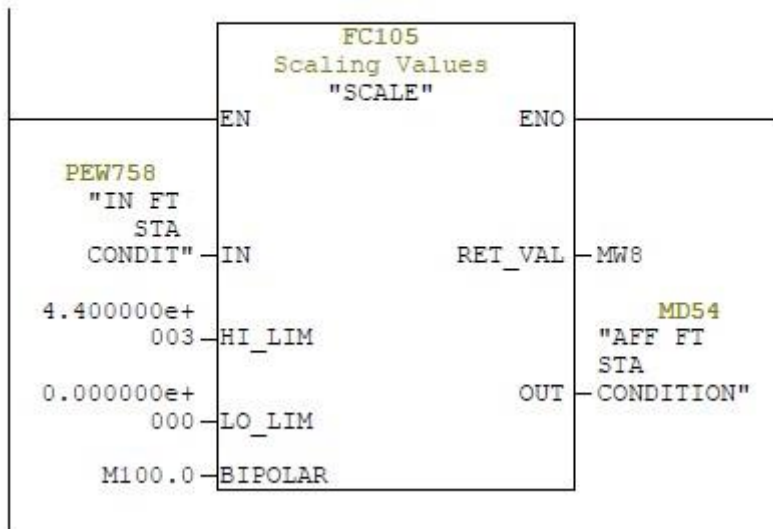 FC105
Scaling Values
"SCALE"
EN
ENO
PEW758
"IN FT
STA
CONDIT"
IN
RET_VAL
MW8
4.400000e+
003
HI_LIM
MD54
"AFF FT
STA
CONDITION"
OUT
0.000000e+
000
LO_LIM
M100.0
BIPOLAR